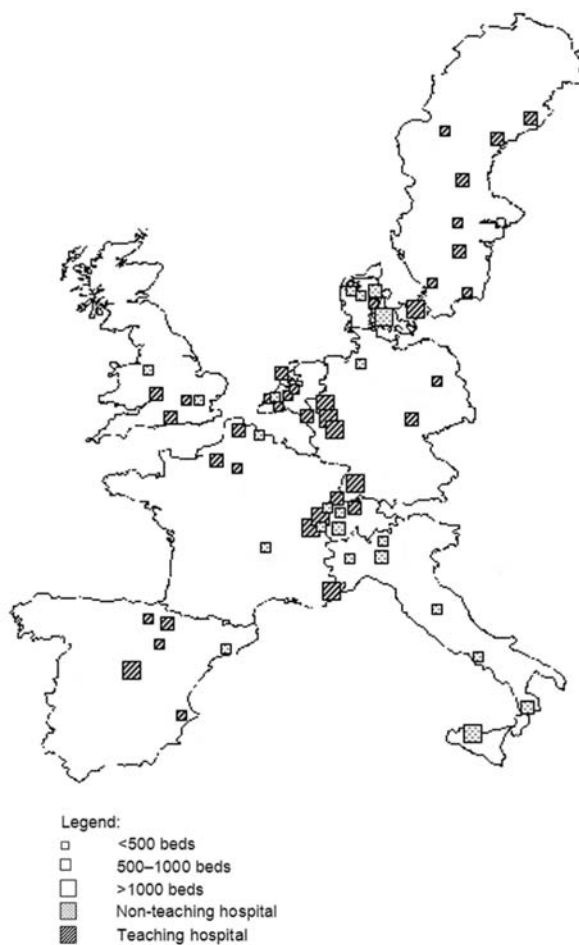 Legend:
<500 beds
500–1000 beds
>1000 beds
Non-teaching hospital
Teaching hospital